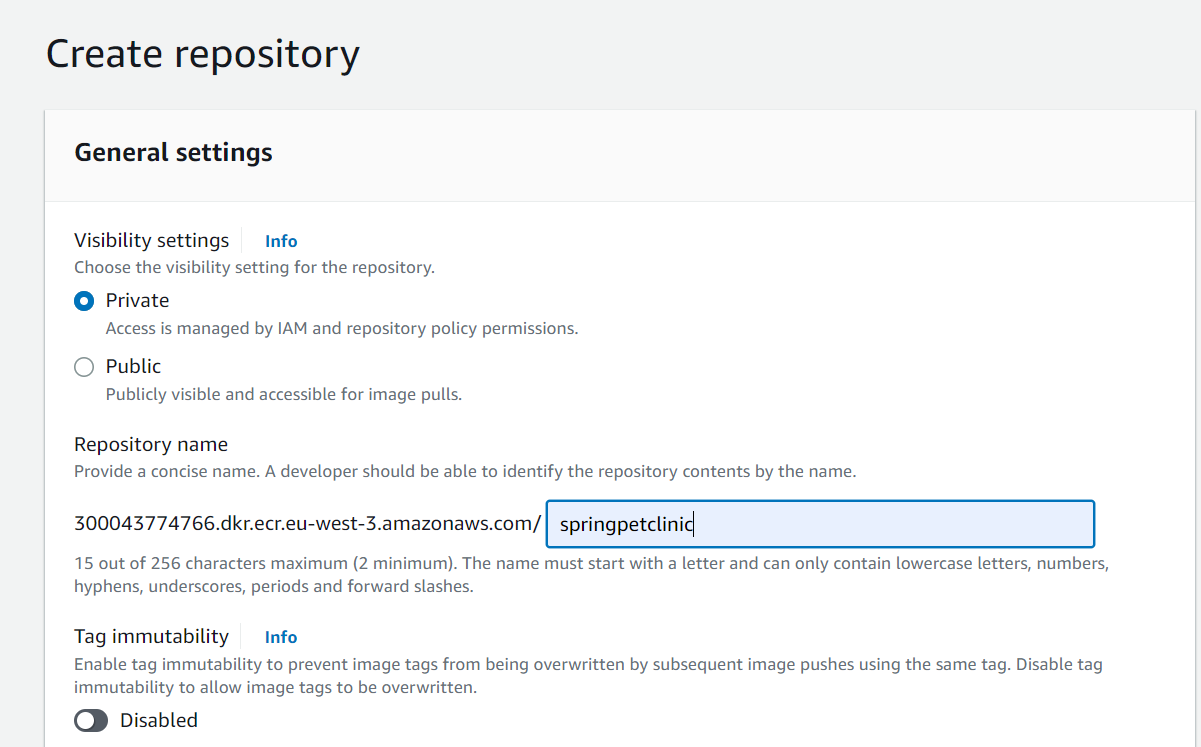 Create repository
General settings
Visibility settings Info
Choose the visibility setting for the repository.
Private
Access is managed by IAM and repository policy permissions.
Public
Publicly visible and accessible for image pulls.
Repository name
Provide a concise name. A developer should be able to identify the repository contents by the name.
300043774766.dkr.ecr.eu-west-3.amazonaws.com/ springpetclinic
15 out of 256 characters maximum (2 minimum). The name must start with a letter and can only contain lowercase letters, numbers,
hyphens, underscores, periods and forward slashes.
Tag immutability Info
Enable tag immutability to prevent image tags from being overwritten by subsequent image pushes using the same tag. Disable tag
immutability to allow image tags to be overwritten.
Disabled